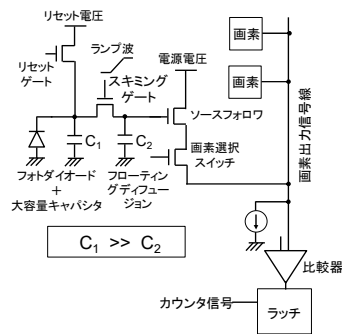 リセット電圧
ランプ波
電源電圧
画素
リセット
ゲート
スキミング
ゲート
ソースフォロワ
画素
C1
C2
画素選択
スイッチ
画素出力信号線
フォトダイオード
+
大容量キャパシタ
フローティン
グディフュー
ジョン
C1 >> C2
比較器
カウンタ信号
ラッチ